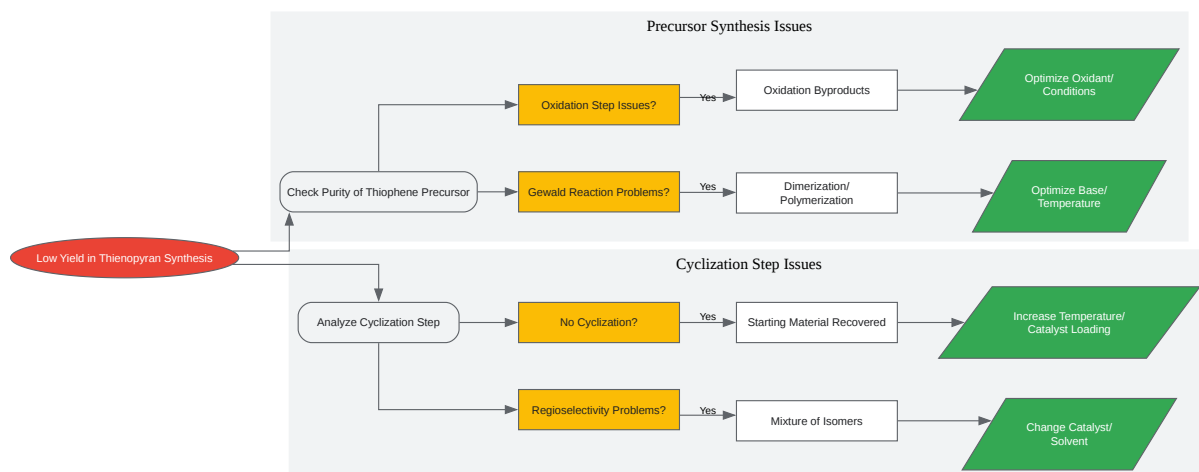 Precursor Synthesis Issues
Optimize Oxidant/
Conditions
Oxidation Step Issues?
Yes
Oxidation Byproducts
Check Purity of Thiophene Precursor
Gewald Reaction Problems?
Yes
Dimerization/
Polymerization
Optimize Base/
Temperature
Low Yield in Thienopyran Synthesis
Cyclization Step Issues
Analyze Cyclization Step
No Cyclization?
Yes
Starting Material Recovered
Increase Temperature/
Catalyst Loading
Regioselectivity Problems?
Yes
Mixture of Isomers
Change Catalyst/
Solvent